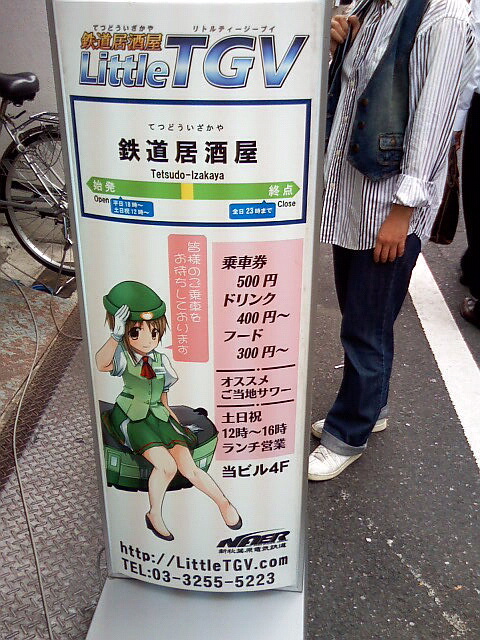 てつどういざかや リトルティージーブイ
鉄道居酒屋
LittleTGV
てつどういざかや
鉄道居酒屋
Tetsudo-Izakaya
始発 終点
Open 平日18時～
土日祝12時～
全日23時まで Close
皆様のご乗車を
お待ちしております
乗車券
500円
ドリンク
400円～
フード
300円～
オススメ
ご当地サワー
土日祝
12時～16時
ランチ営業
当ビル4F
NAER
新秋葉原電気鉄道
http://LittleTGV.com
TEL:03-3255-5223